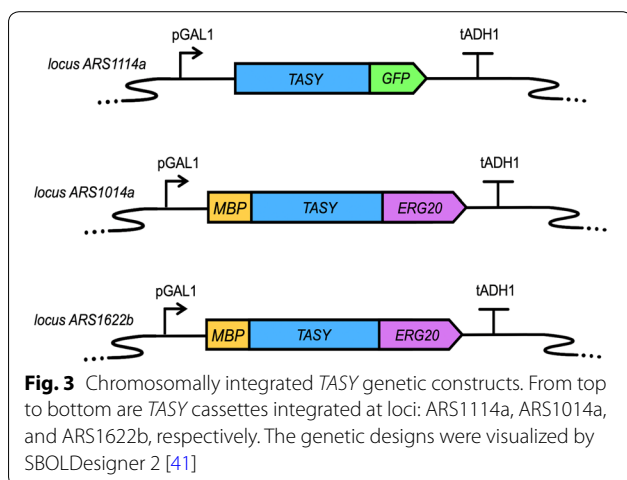 pGAL1
tADH1
locus ARS1114a
TASY
GFP
pGAL1
tADH1
locus ARS1014a
MBP
TASY
ERG20
pGAL1
tADH1
locus ARS1622b
MBP
TASY
ERG20
Fig. 3 Chromosomally integrated TASY genetic constructs. From top
to bottom are TASY cassettes integrated at loci: ARS1114a, ARS1014a,
and ARS1622b, respectively. The genetic designs were visualized by
SBOLDesigner 2 [41]